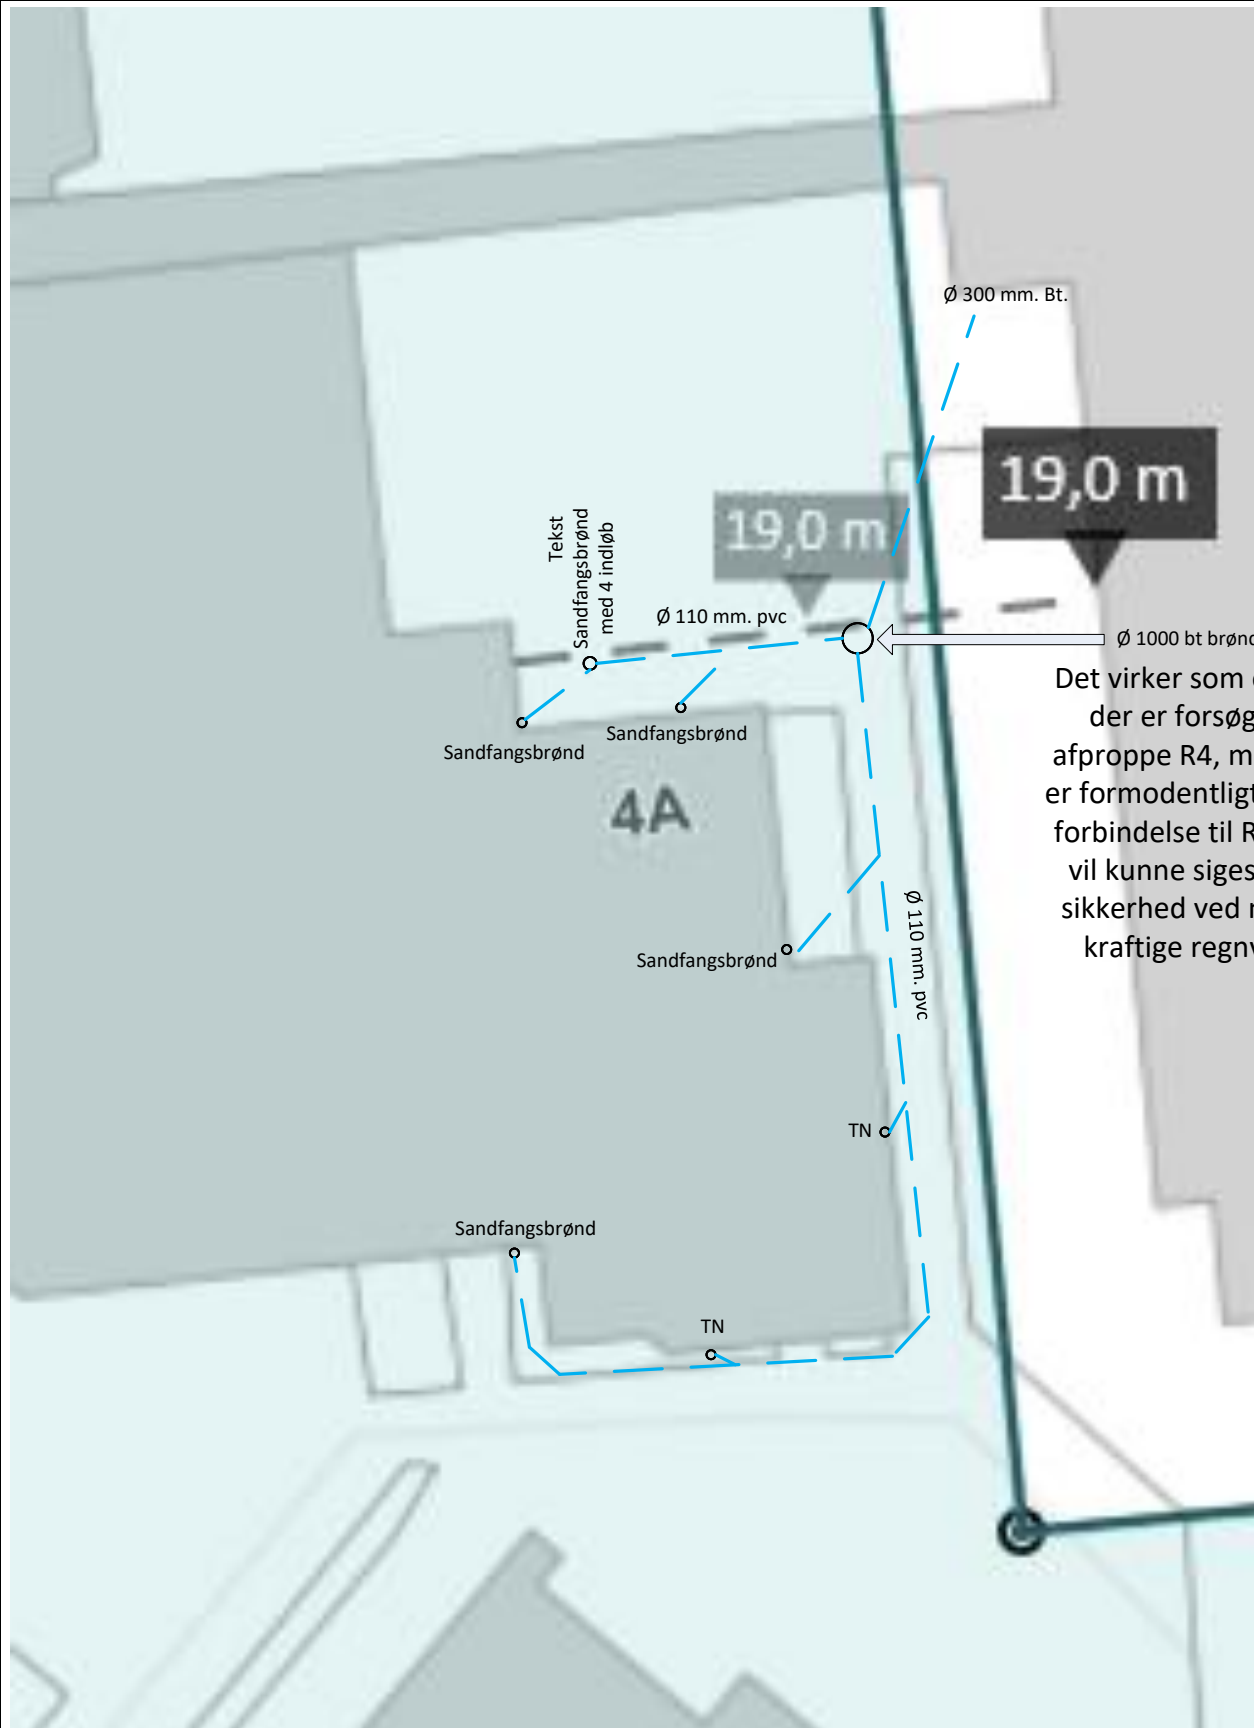 Ø 300 mm. Bt.
19,0 m
19,0 m
Tekst
Sandfangsbrønd
med 4 indløb
Ø 110 mm. pvc
Ø 1000 bt brønd
Det virker som
der er forsøg
afproppe R4, m
er formodentligt
forbindelse til R
vil kunne siges
sikkerhed ved
kraftige regnv
Sandfangsbrønd
Sandfangsbrønd
4A
Ø 110 mm. pvc
Sandfangsbrønd
TN
Sandfangsbrønd
TN